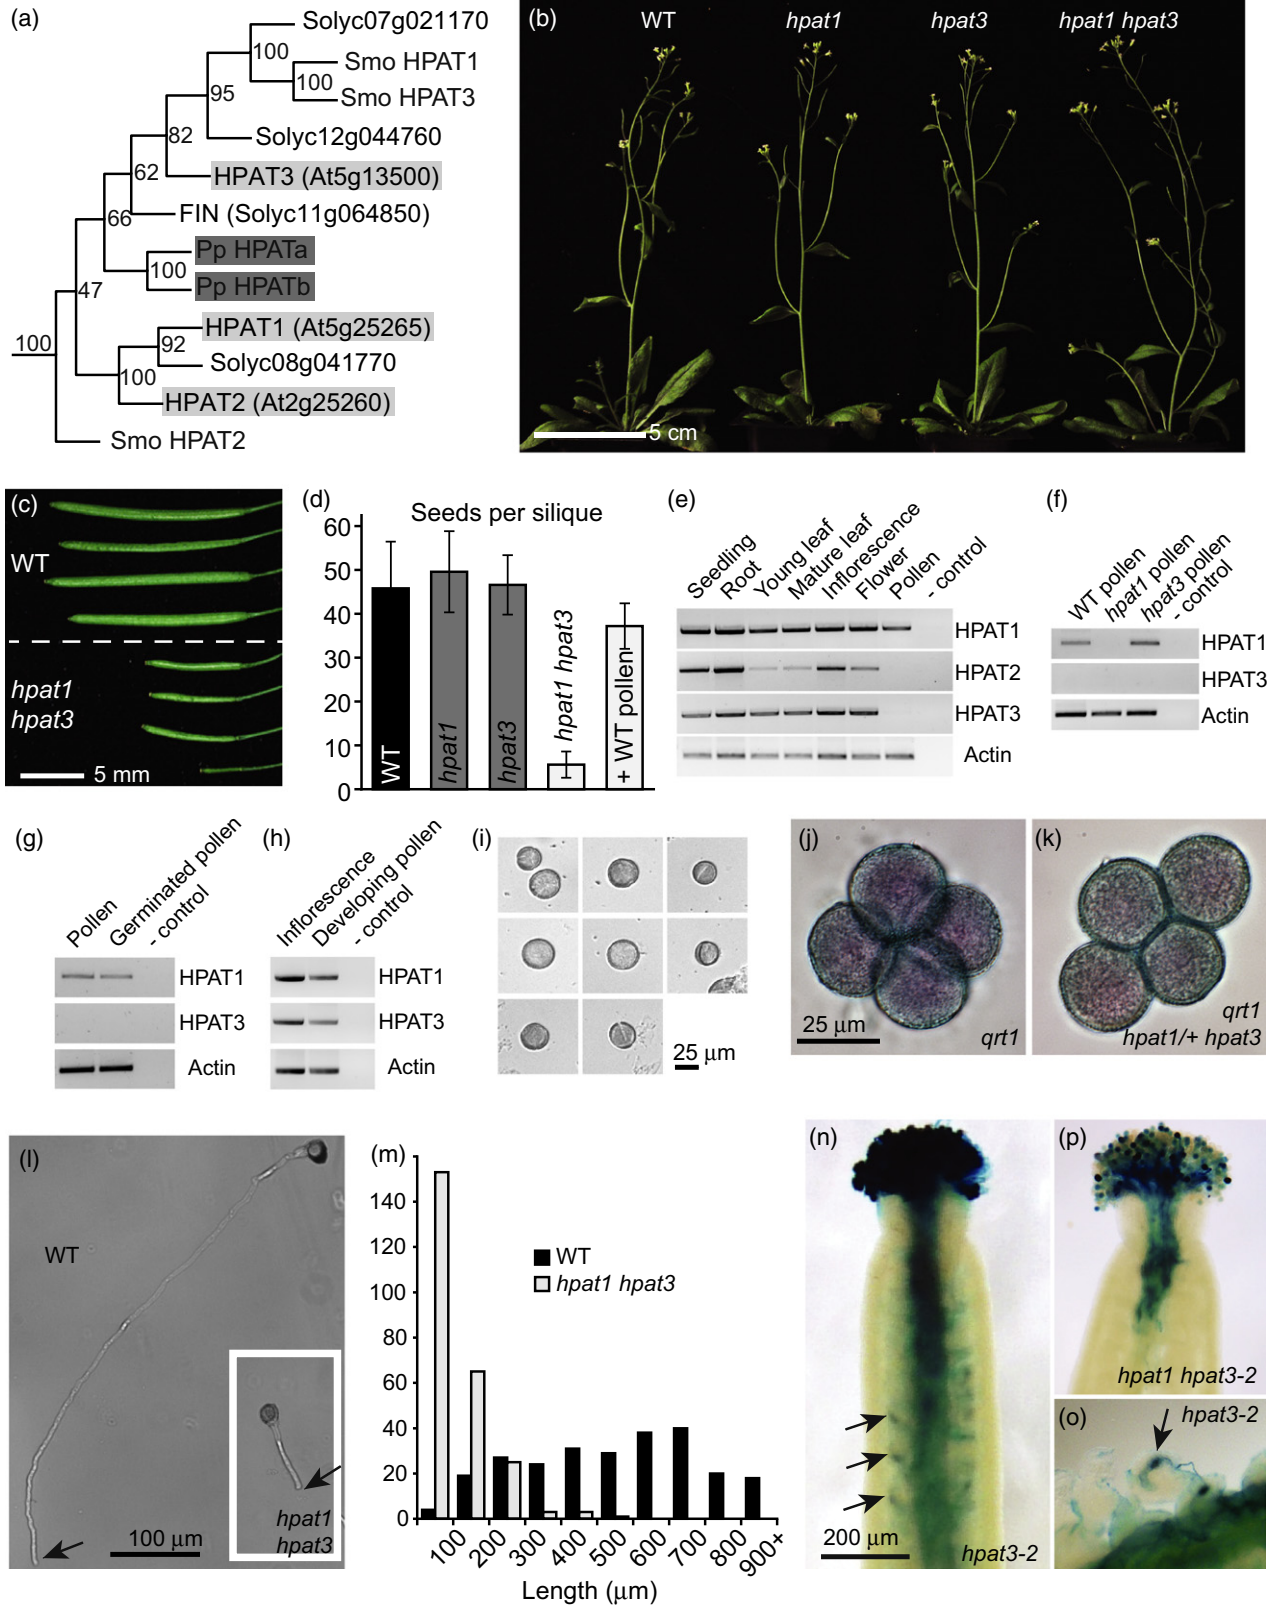 (a)
Solyc07g021170
100
Smo HPAT1
100
Smo HPAT3
95
Solyc12g044760
82
HPAT3 (At5g13500)
62
FIN (Solyc11g064850)
66
Pp HPATa
100
Pp HPATb
47
HPAT1 (At5g25265)
100
92
Solyc08g041770
100
HPAT2 (At2g25260)
Smo HPAT2
(b)
WT
hpat1
hpat3
hpat1 hpat3
5 cm
(c)
WT
hpat1
hpat3
5 mm
(d)
Seeds per silique
60
50
40
30
20
10
0
WT
hpat1
hpat3
hpat1 hpat3
+ WT pollen
(e)
Seedling
Root
Young leaf
Mature leaf
Inflorescence
Flower
Pollen
- control
HPAT1
HPAT2
HPAT3
Actin
(f)
WT pollen
hpat1 pollen
hpat3 pollen
- control
HPAT1
HPAT3
Actin
(g)
Pollen
Germinated pollen
- control
HPAT1
HPAT3
Actin
(h)
Inflorescence
Developing pollen
- control
HPAT1
HPAT3
Actin
(i)
25 µm
(j)
25 µm
qrt1
(k)
qrt1
hpat1/+ hpat3
(l)
WT
100 µm
hpat1
hpat3
(m)
140
120
100
80
60
40
20
0
WT
hpat1 hpat3
100
200
300
400
500
600
700
800
900+
Length (µm)
(n)
200 µm
hpat3-2
(p)
hpat1 hpat3-2
(o)
hpat3-2